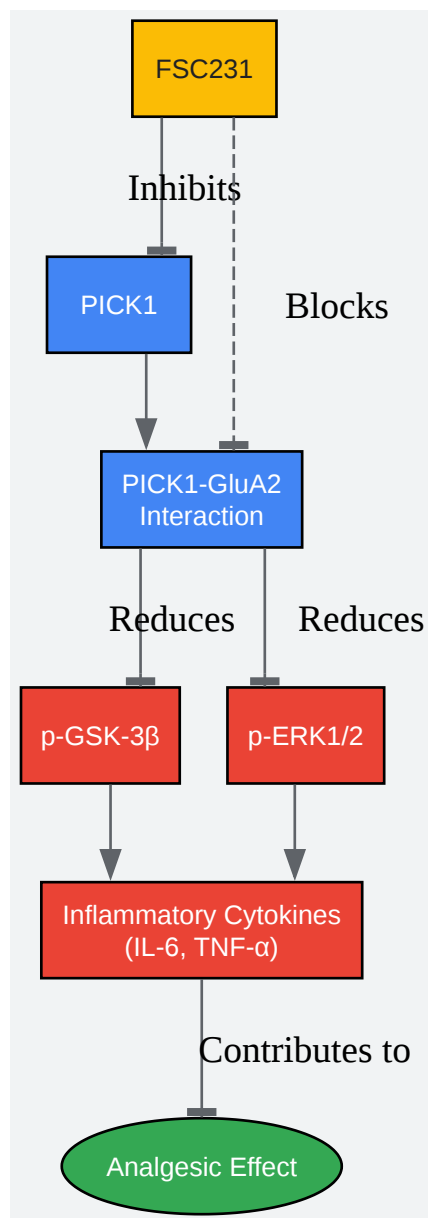 FSC231
Inhibits
PICK1
Blocks
PICK1-GluA2
Interaction
Reduces
Reduces
p-GSK-3β
p-ERK1/2
Inflammatory Cytokines
(IL-6, TNF-α)
Contributes to
Analgesic Effect